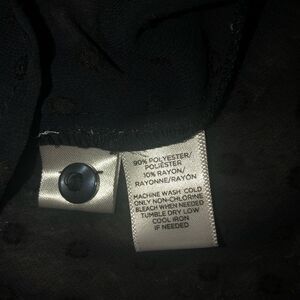 90% POLYESTER/
POLIESTER
10% RAYON/
RAYONNE/RAYÓN
MACHINE WASH COLD
ONLY NON-CHLORINE
BLEACH WHEN NEEDED
TUMBLE DRY LOW
COOL IRON
IF NEEDED